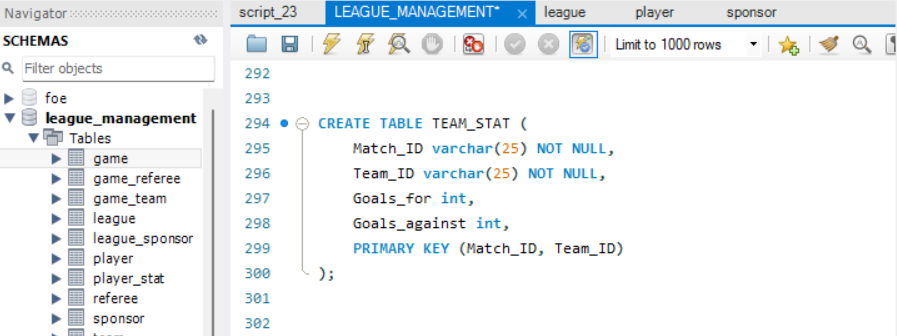 Navigator
SCHEMAS
Filter objects
foe
league_management
Tables
game
game_referee
game_team
league
league_sponsor
player
player_stat
referee
sponsor
team
script_23
LEAGUE_MANAGEMENT*
league
player
sponsor
Limit to 1000 rows
292
293
294 CREATE TABLE TEAM_STAT (
295 Match_ID varchar(25) NOT NULL,
296 Team_ID varchar(25) NOT NULL,
297 Goals_for int,
298 Goals_against int,
299 PRIMARY KEY (Match_ID, Team_ID)
300 );
301
302